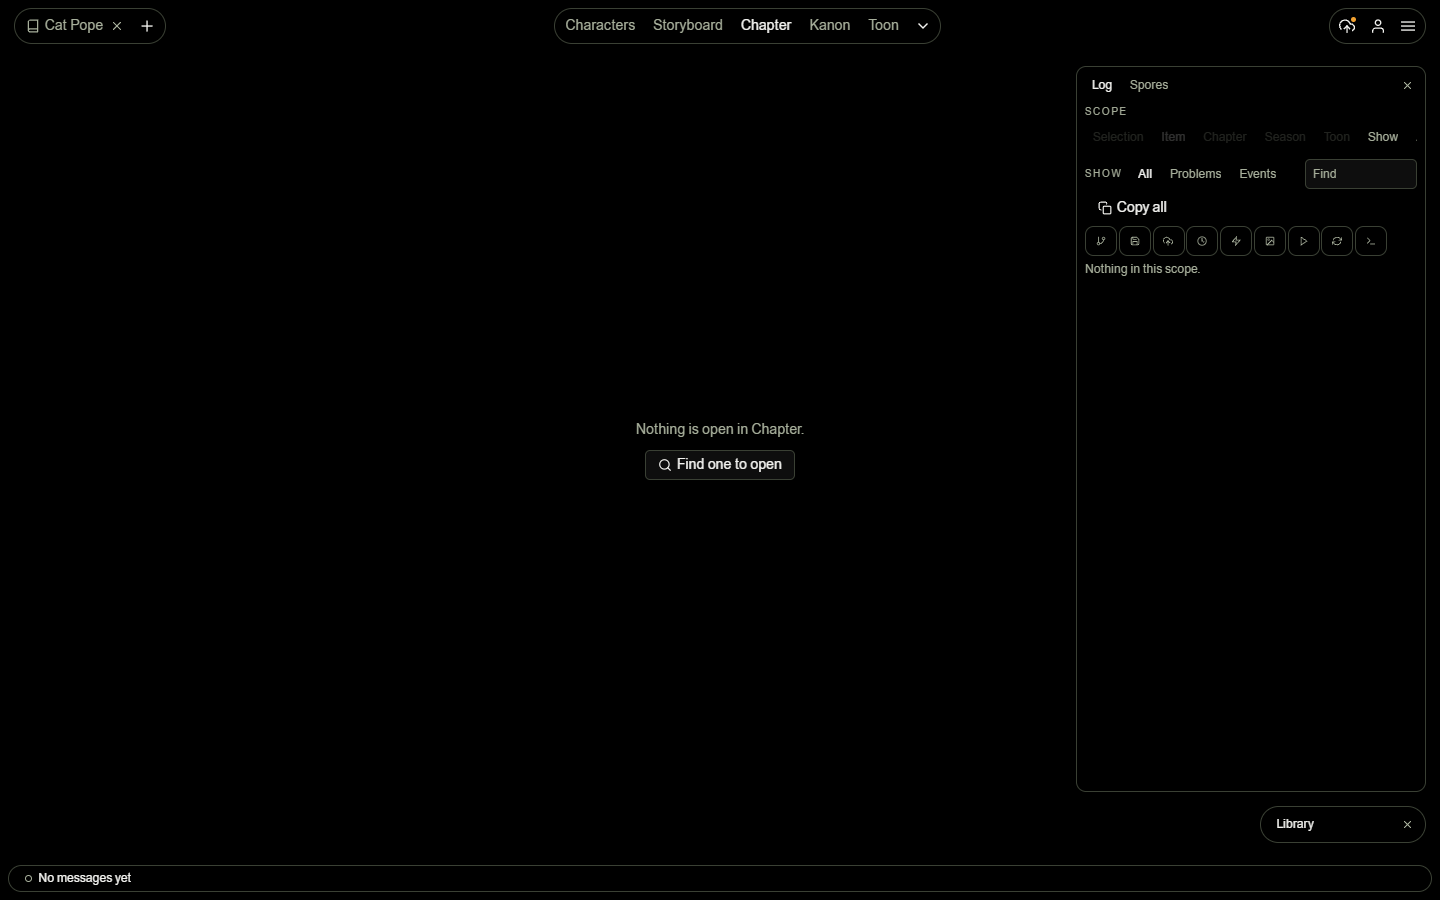 Cat Pope
Characters Storyboard Chapter Kanon Toon
Log Spores
SCOPE
Selection Item Chapter Season Toon Show
SHOW All Problems Events Find
Copy all
Nothing in this scope.
Nothing is open in Chapter.
Find one to open
Library
No messages yet